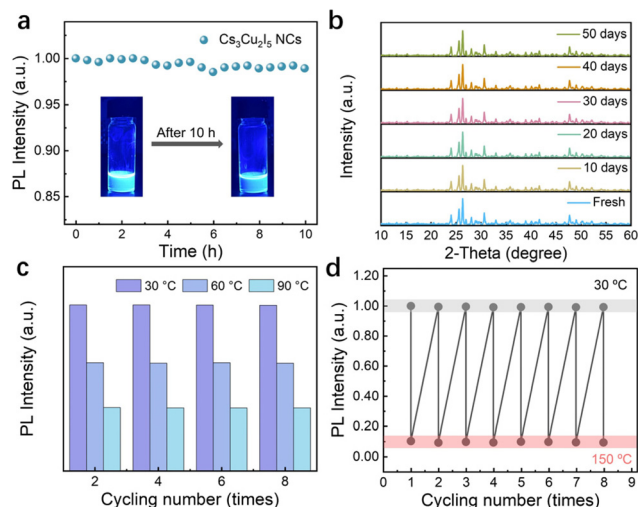 a
Cs3Cu2I5 NCs
After 10 h
PL Intensity (a.u.)
1.00
0.95
0.90
0.85
0 2 4 6 8 10
Time (h)
b
50 days
40 days
30 days
20 days
10 days
Fresh
Intensity (a.u.)
10 15 20 25 30 35 40 45 50 55 60
2-Theta (degree)
c
30 °C 60 °C 90 °C
PL Intensity (a.u.)
2 4 6 8
Cycling number (times)
d
30 ºC
150 ºC
PL Intensity (a.u.)
1.20
1.00
0.80
0.60
0.40
0.20
0.00
0 1 2 3 4 5 6 7 8 9
Cycling number (times)